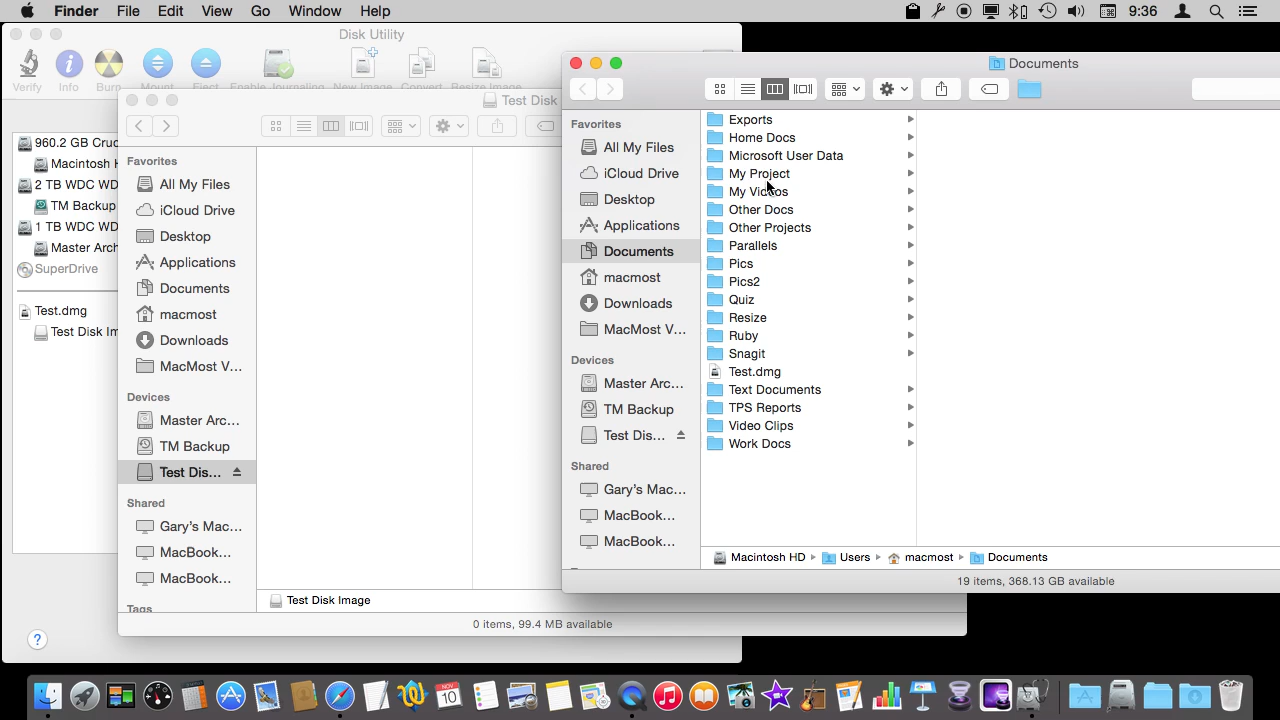 Finder File Edit View Go Window Help 9:36
Disk Utility
Verify Info Burn Mount Eject Enable Journaling New Image Convert Resize Image
960.2 GB Cruc
Macintosh H
2 TB WDC WD
TM Backup
1 TB WDC WD
Master Arch
SuperDrive
Test.dmg
Test Disk Im
Test Disk
Favorites
All My Files
iCloud Drive
Desktop
Applications
Documents
macmost
Downloads
MacMost V...
Devices
Master Arc...
TM Backup
Test Dis...
Shared
Gary's Mac...
MacBook...
MacBook...
Tags
Test Disk Image
0 items, 99.4 MB available
Documents
Favorites
All My Files
iCloud Drive
Desktop
Applications
Documents
macmost
Downloads
MacMost V...
Devices
Master Arc...
TM Backup
Test Dis...
Shared
Gary's Mac...
MacBook...
MacBook...
Exports
Home Docs
Microsoft User Data
My Project
My Videos
Other Docs
Other Projects
Parallels
Pics
Pics2
Quiz
Resize
Ruby
Snagit
Test.dmg
Text Documents
TPS Reports
Video Clips
Work Docs
Macintosh HD Users macmost Documents
19 items, 368.13 GB available
?
NOV
10